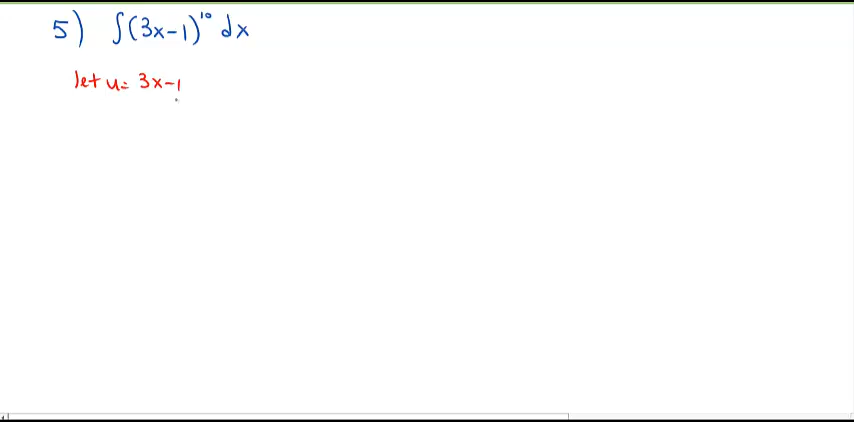 5) ∫(3x-1)¹⁰ dx
let u= 3x-1